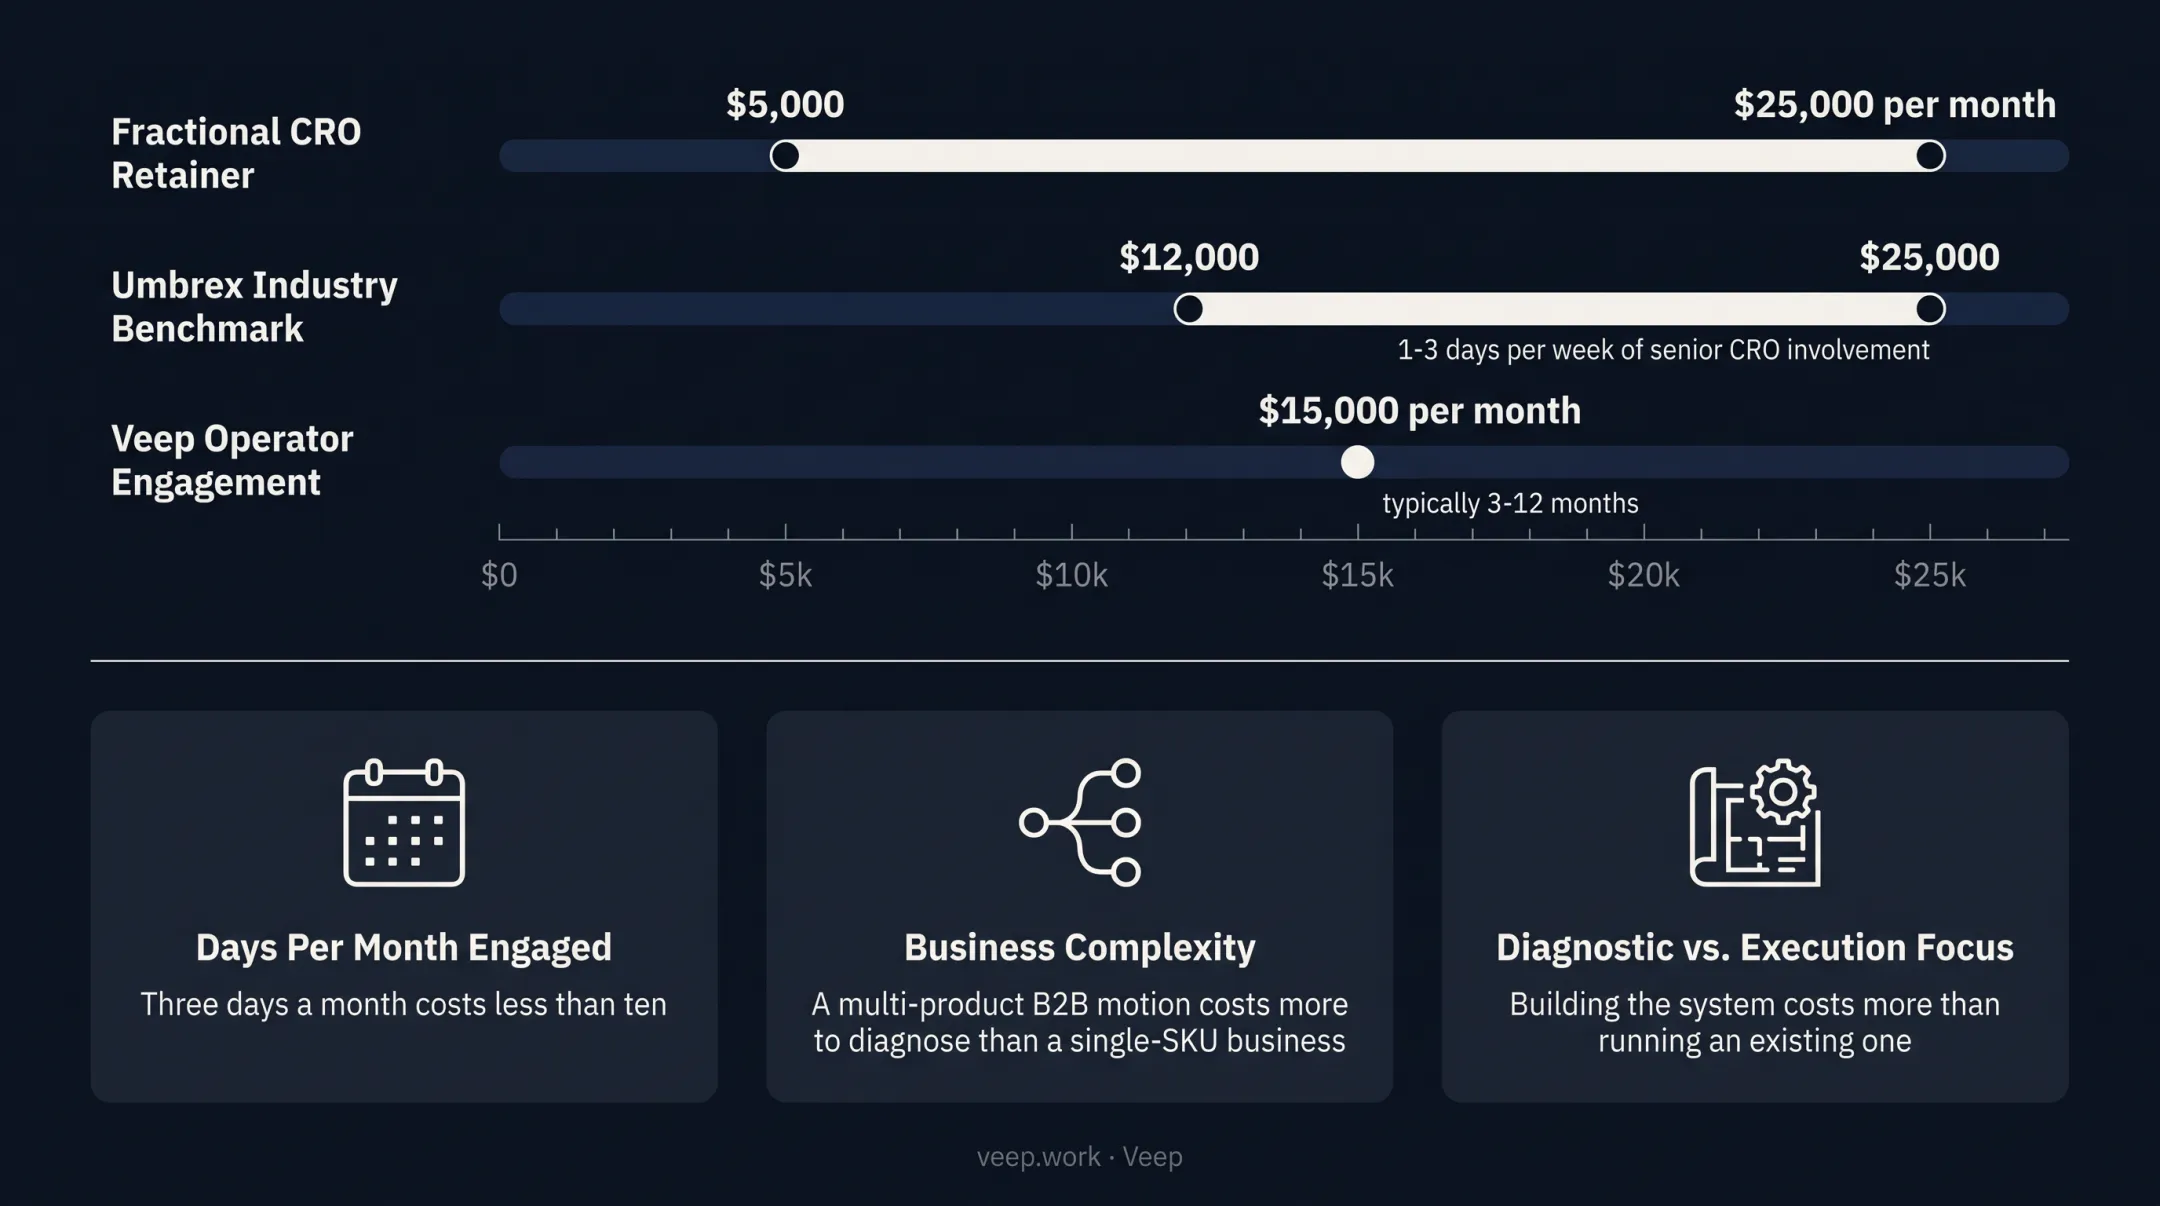 $5,000
$25,000 per month
Fractional CRO
Retainer
$12,000
$25,000
Umbrex Industry
Benchmark
1-3 days per week of senior CRO involvement
$15,000 per month
Veep Operator
Engagement
typically 3-12 months
$0
$5k
$10k
$15k
$20k
$25k
Days Per Month Engaged
Three days a month costs less than ten
Business Complexity
A multi-product B2B motion costs more
to diagnose than a single-SKU business
Diagnostic vs. Execution Focus
Building the system costs more than
running an existing one
veep.work · Veep